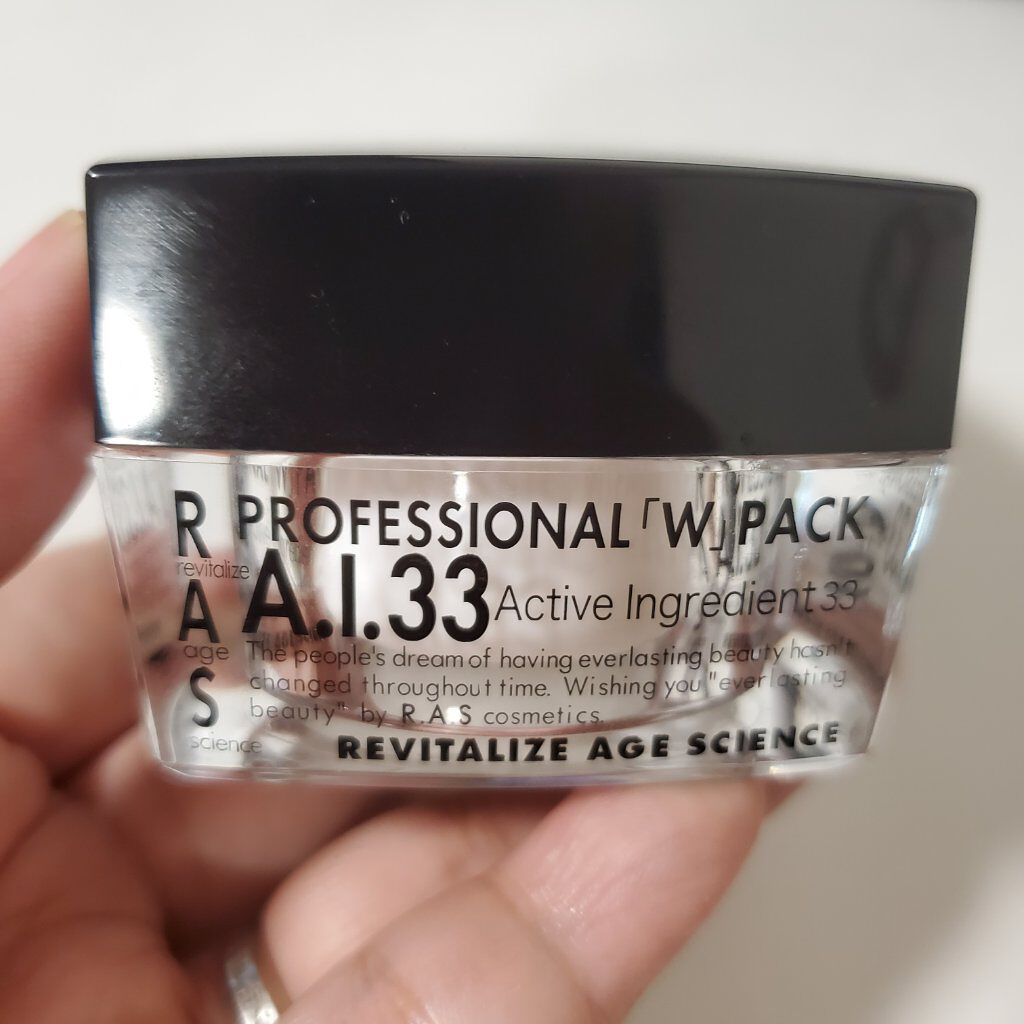 R
revitalize
A
age
S
science
PROFESSIONAL「W」PACK
A.I.33 Active Ingredient 33
The people's dream of having everlasting beauty hasn't
changed throughout time. Wishing you "everlasting
beauty" by R.A.S cosmetics.
REVITALIZE AGE SCIENCE